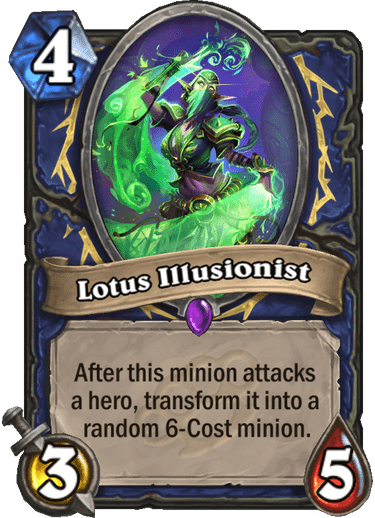 4
Lotus Illusionist
After this minion attacks
a hero, transform it into a
random 6-Cost minion.
3
5